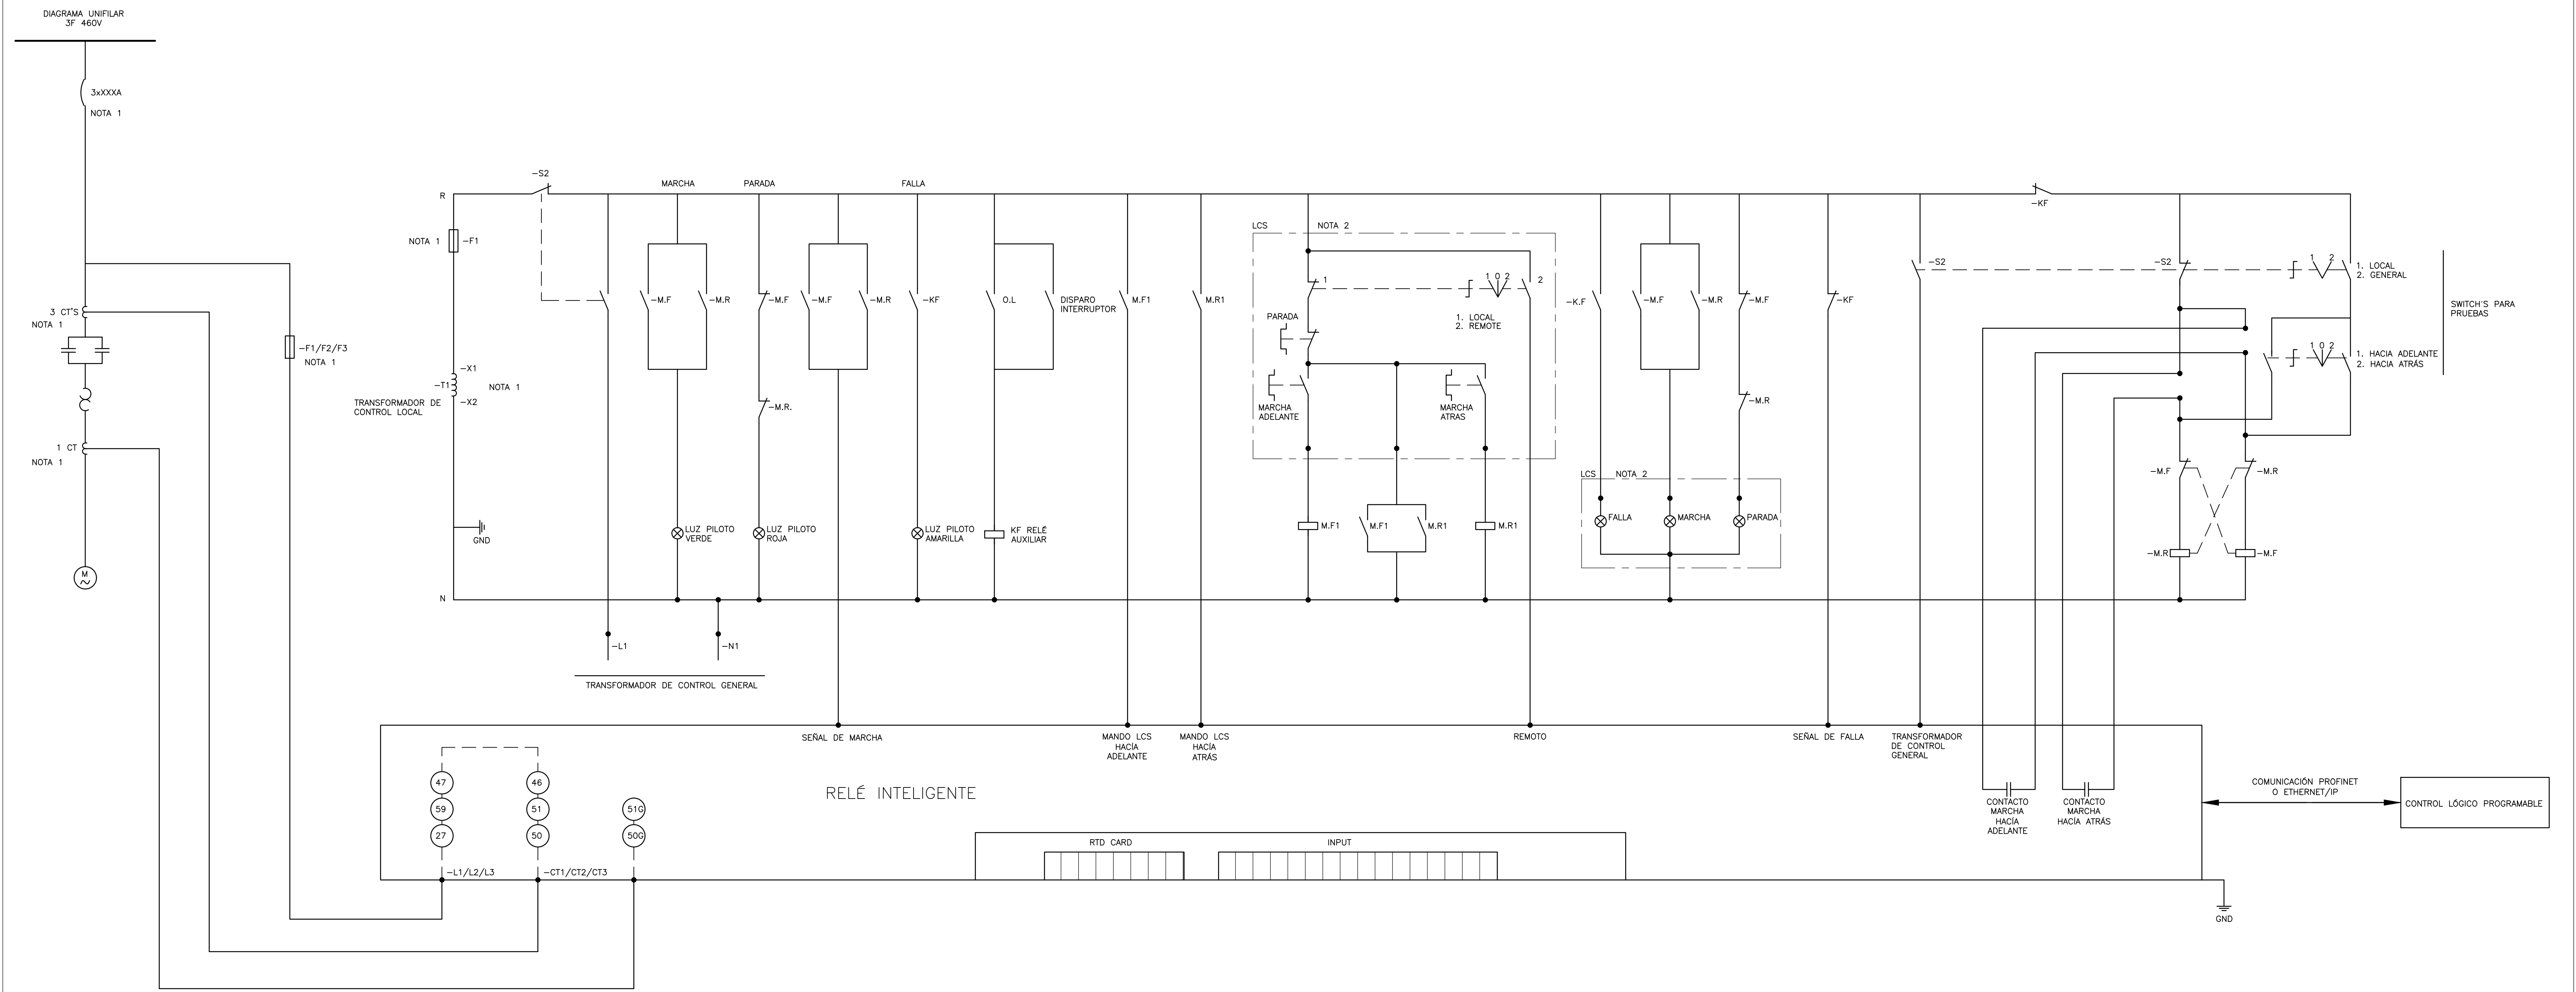 DIAGRAMA UNIFILAR
3F 460V
3xXXXA
NOTA 1
3 CT'S
NOTA 1
1 CT
NOTA 1
M
-F1/F2/F3
NOTA 1
R
NOTA 1
-F1
-X1
-T1
NOTA 1
-X2
TRANSFORMADOR DE
CONTROL LOCAL
GND
N
-S2
MARCHA
PARADA
FALLA
-M.F
-M.R
-M.F
-M.R.
-M.F
-M.R
-KF
O.L
DISPARO
INTERRUPTOR
M.F1
M.R1
LUZ PILOTO
VERDE
LUZ PILOTO
ROJA
LUZ PILOTO
AMARILLA
KF RELÉ
AUXILIAR
-L1
-N1
TRANSFORMADOR DE CONTROL GENERAL
LCS
NOTA 2
1
1 0 2
2
1. LOCAL
2. REMOTE
PARADA
MARCHA
ADELANTE
MARCHA
ATRAS
M.F1
M.F1
M.R1
M.R1
-K.F
-M.F
-M.R
-M.F
-M.R
LCS
NOTA 2
FALLA
MARCHA
PARADA
-KF
-S2
-KF
-S2
1 2
1. LOCAL
2. GENERAL
1 0 2
1. HACIA ADELANTE
2. HACIA ATRÁS
SWITCH'S PARA
PRUEBAS
-M.F
-M.R
-M.R
-M.F
SEÑAL DE MARCHA
MANDO LCS
HACÍA
ADELANTE
MANDO LCS
HACÍA
ATRÁS
REMOTO
SEÑAL DE FALLA
TRANSFORMADOR
DE CONTROL
GENERAL
47
59
27
46
51
50
51G
50G
-L1/L2/L3
-CT1/CT2/CT3
RELÉ INTELIGENTE
RTD CARD
INPUT
CONTACTO
MARCHA
HACÍA
ADELANTE
CONTACTO
MARCHA
HACÍA ATRÁS
COMUNICACIÓN PROFINET
O ETHERNET/IP
CONTROL LÓGICO PROGRAMABLE
GND